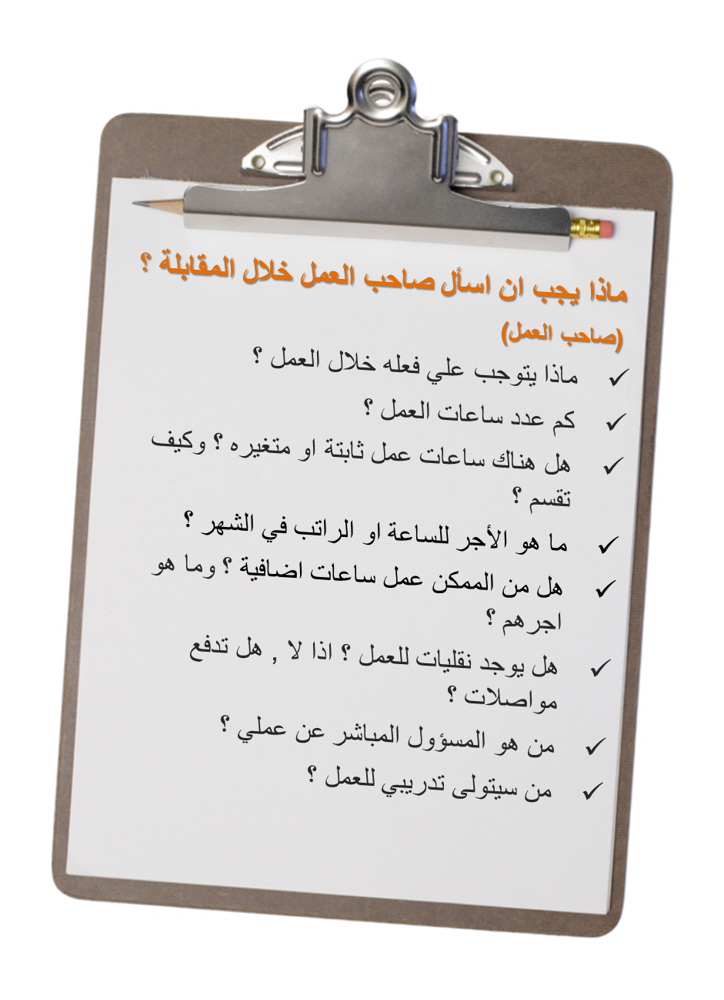 ماذا يجب ان اسأل صاحب العمل خلال المقابلة ؟
(صاحب العمل)
✓ ماذا يتوجب علي فعله خلال العمل ؟
✓ كم عدد ساعات العمل ؟
✓ هل هناك ساعات عمل ثابتة او متغيره ؟ وكيف
تقسم ؟
✓ ما هو الأجر للساعة او الراتب في الشهر ؟
✓ هل من الممكن عمل ساعات اضافية ؟ وما هو
اجرهم ؟
✓ هل يوجد نقليات للعمل ؟ اذا لا , هل تدفع
مواصلات ؟
✓ من هو المسؤول المباشر عن عملي ؟
✓ من سيتولى تدريبي للعمل ؟